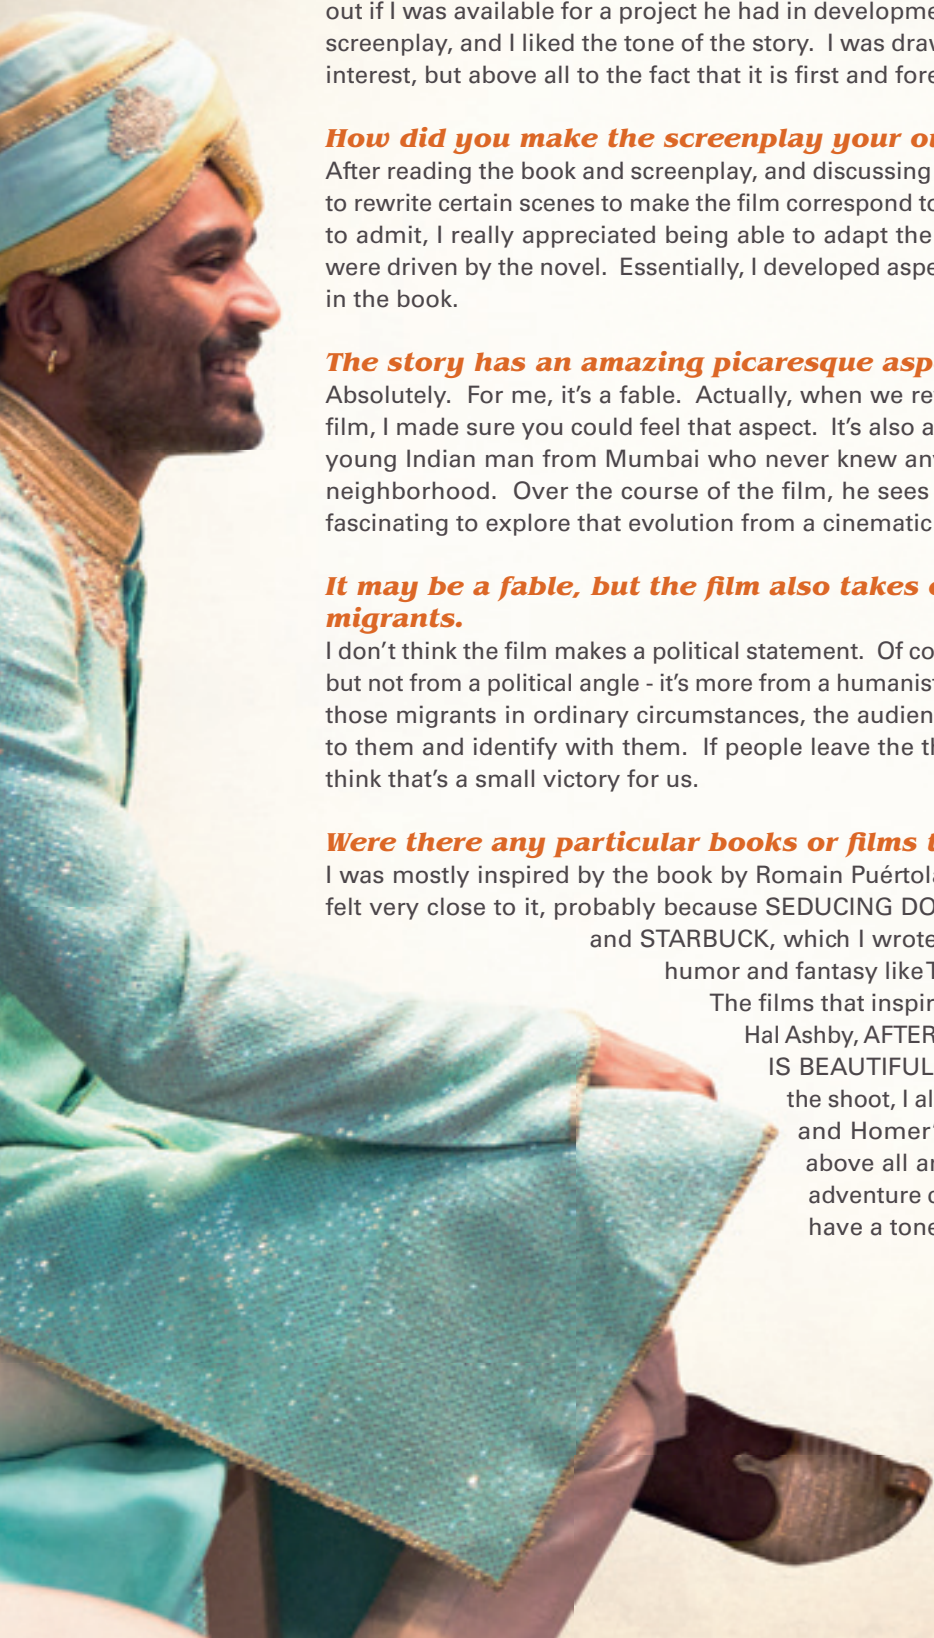 out if I was available for a project he had in developme
screenplay, and I liked the tone of the story. I was draw
interest, but above all to the fact that it is first and fore
How did you make the screenplay your ou
After reading the book and screenplay, and discussing
to rewrite certain scenes to make the film correspond to
to admit, I really appreciated being able to adapt the
were driven by the novel. Essentially, I developed aspe
in the book.
The story has an amazing picaresque asp
Absolutely. For me, it’s a fable. Actually, when we re
film, I made sure you could feel that aspect. It’s also a
young Indian man from Mumbai who never knew any
neighborhood. Over the course of the film, he sees
fascinating to explore that evolution from a cinematic
It may be a fable, but the film also takes o
migrants.
I don’t think the film makes a political statement. Of co
but not from a political angle - it’s more from a humanist
those migrants in ordinary circumstances, the audien
to them and identify with them. If people leave the th
think that’s a small victory for us.
Were there any particular books or films t
I was mostly inspired by the book by Romain Puértola
felt very close to it, probably because SEDUCING DO
and STARBUCK, which I wrote
humor and fantasy like T
The films that inspir
Hal Ashby, AFTER
IS BEAUTIFUL
the shoot, I al
and Homer’
above all an
adventure o
have a tone